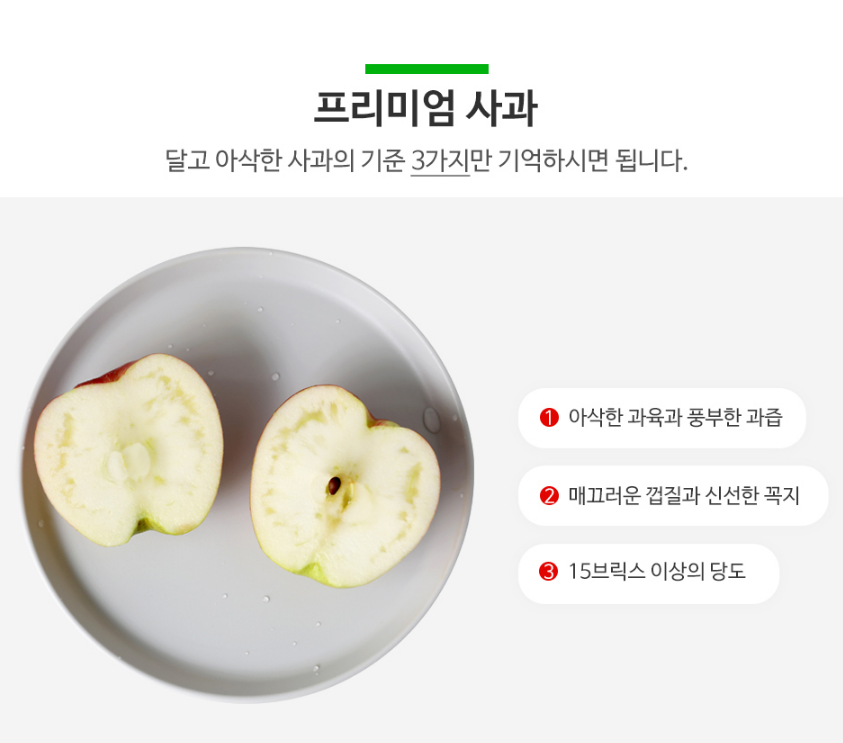 프리미엄 사과
달고 아삭한 사과의 기준 3가지만 기억하시면 됩니다.
1 아삭한 과육과 풍부한 과즙
2 매끄러운 껍질과 신선한 꼭지
3 15브릭스 이상의 당도